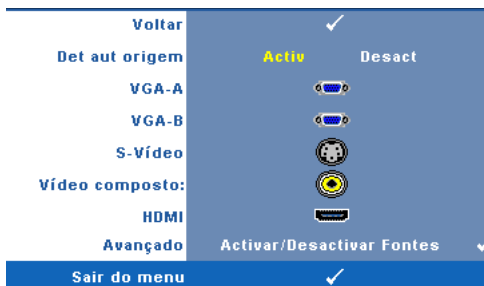 Voltar
Det aut origem Activ Desact
VGA-A
VGA-B
S-Vídeo
Vídeo composto:
HDMI
Avançado Activar/Desactivar Fontes
Sair do menu